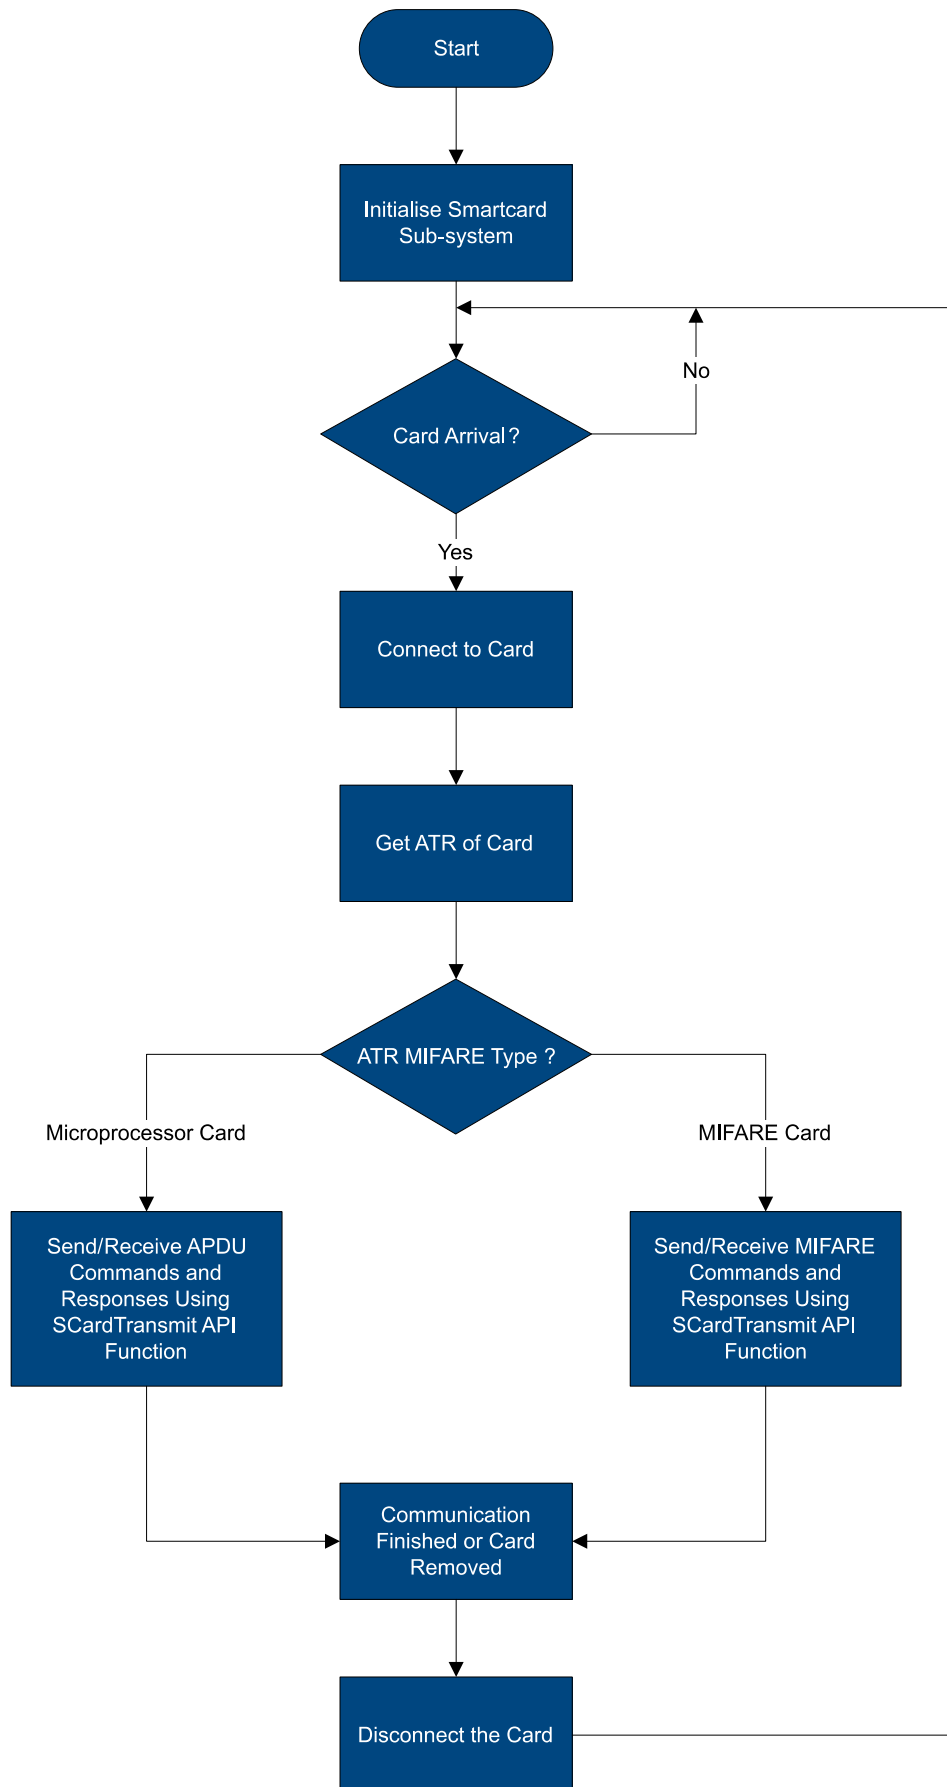 Start
Initialise Smartcard
Sub-system
No
Card Arrival?
Yes
Connect to Card
Get ATR of Card
ATR MIFARE Type ?
Microprocessor Card
MIFARE Card
Send/Receive APDU
Commands and
Responses Using
SCardTransmit API
Function
Send/Receive MIFARE
Commands and
Responses Using
SCardTransmit API
Function
Communication
Finished or Card
Removed
Disconnect the Card